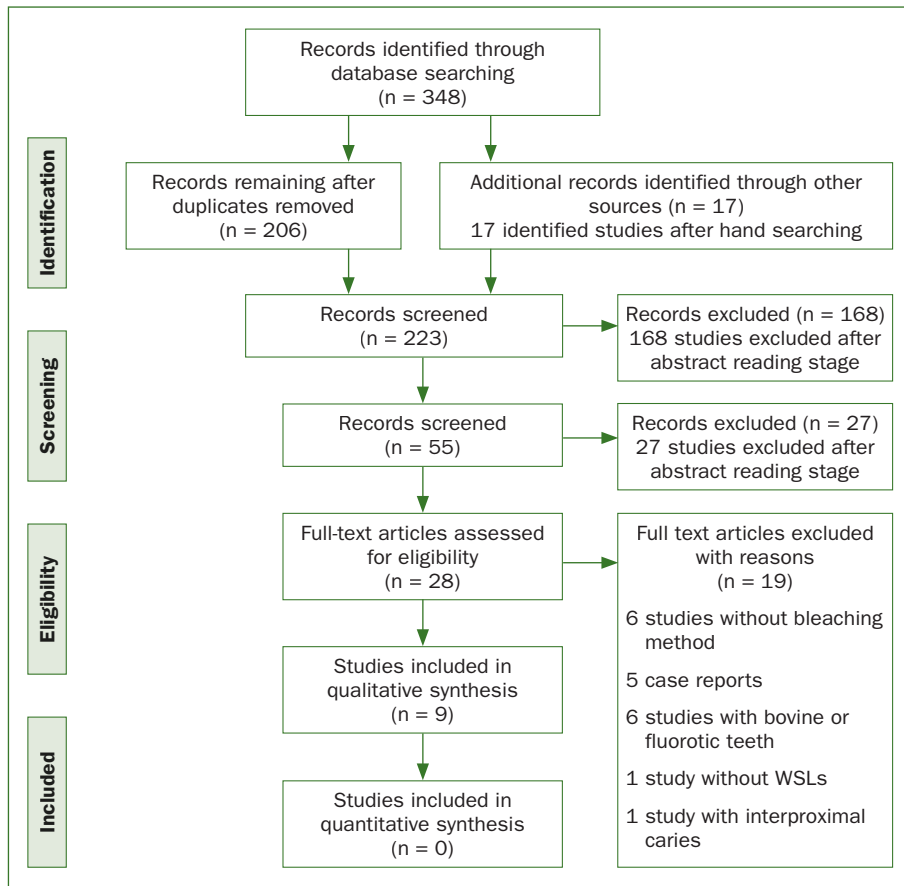 Records identified through
database searching
(n = 348)
Identification
Records remaining after
duplicates removed
(n = 206)
Additional records identified through other
sources (n = 17)
17 identified studies after hand searching
Records screened
(n = 223)
Records excluded (n = 168)
168 studies excluded after
abstract reading stage
Screening
Records screened
(n = 55)
Records excluded (n = 27)
27 studies excluded after
abstract reading stage
Eligibility
Full-text articles assessed
for eligibility
(n = 28)
Full text articles excluded
with reasons
(n = 19)
6 studies without bleaching
method
5 case reports
6 studies with bovine or
fluorotic teeth
1 study without WSLs
1 study with interproximal
caries
Studies included in
qualitative synthesis
(n = 9)
Included
Studies included in
quantitative synthesis
(n = 0)